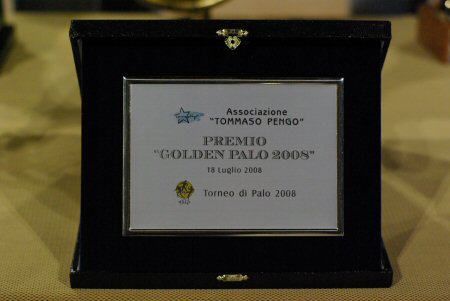 Associazione
"TOMMASO PENGO"
PREMIO
"GOLDEN PALO 2008"
18 Luglio 2008
Torneo di Palo 2008